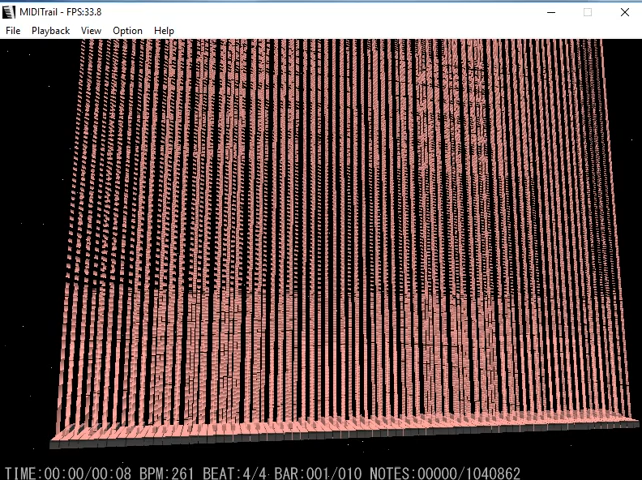 MIDITrail - FPS:33.8
File Playback View Option Help
TIME:00:00/00:08 BPM:261 BEAT:4/4 BAR:001/010 NOTES:00000/1040862